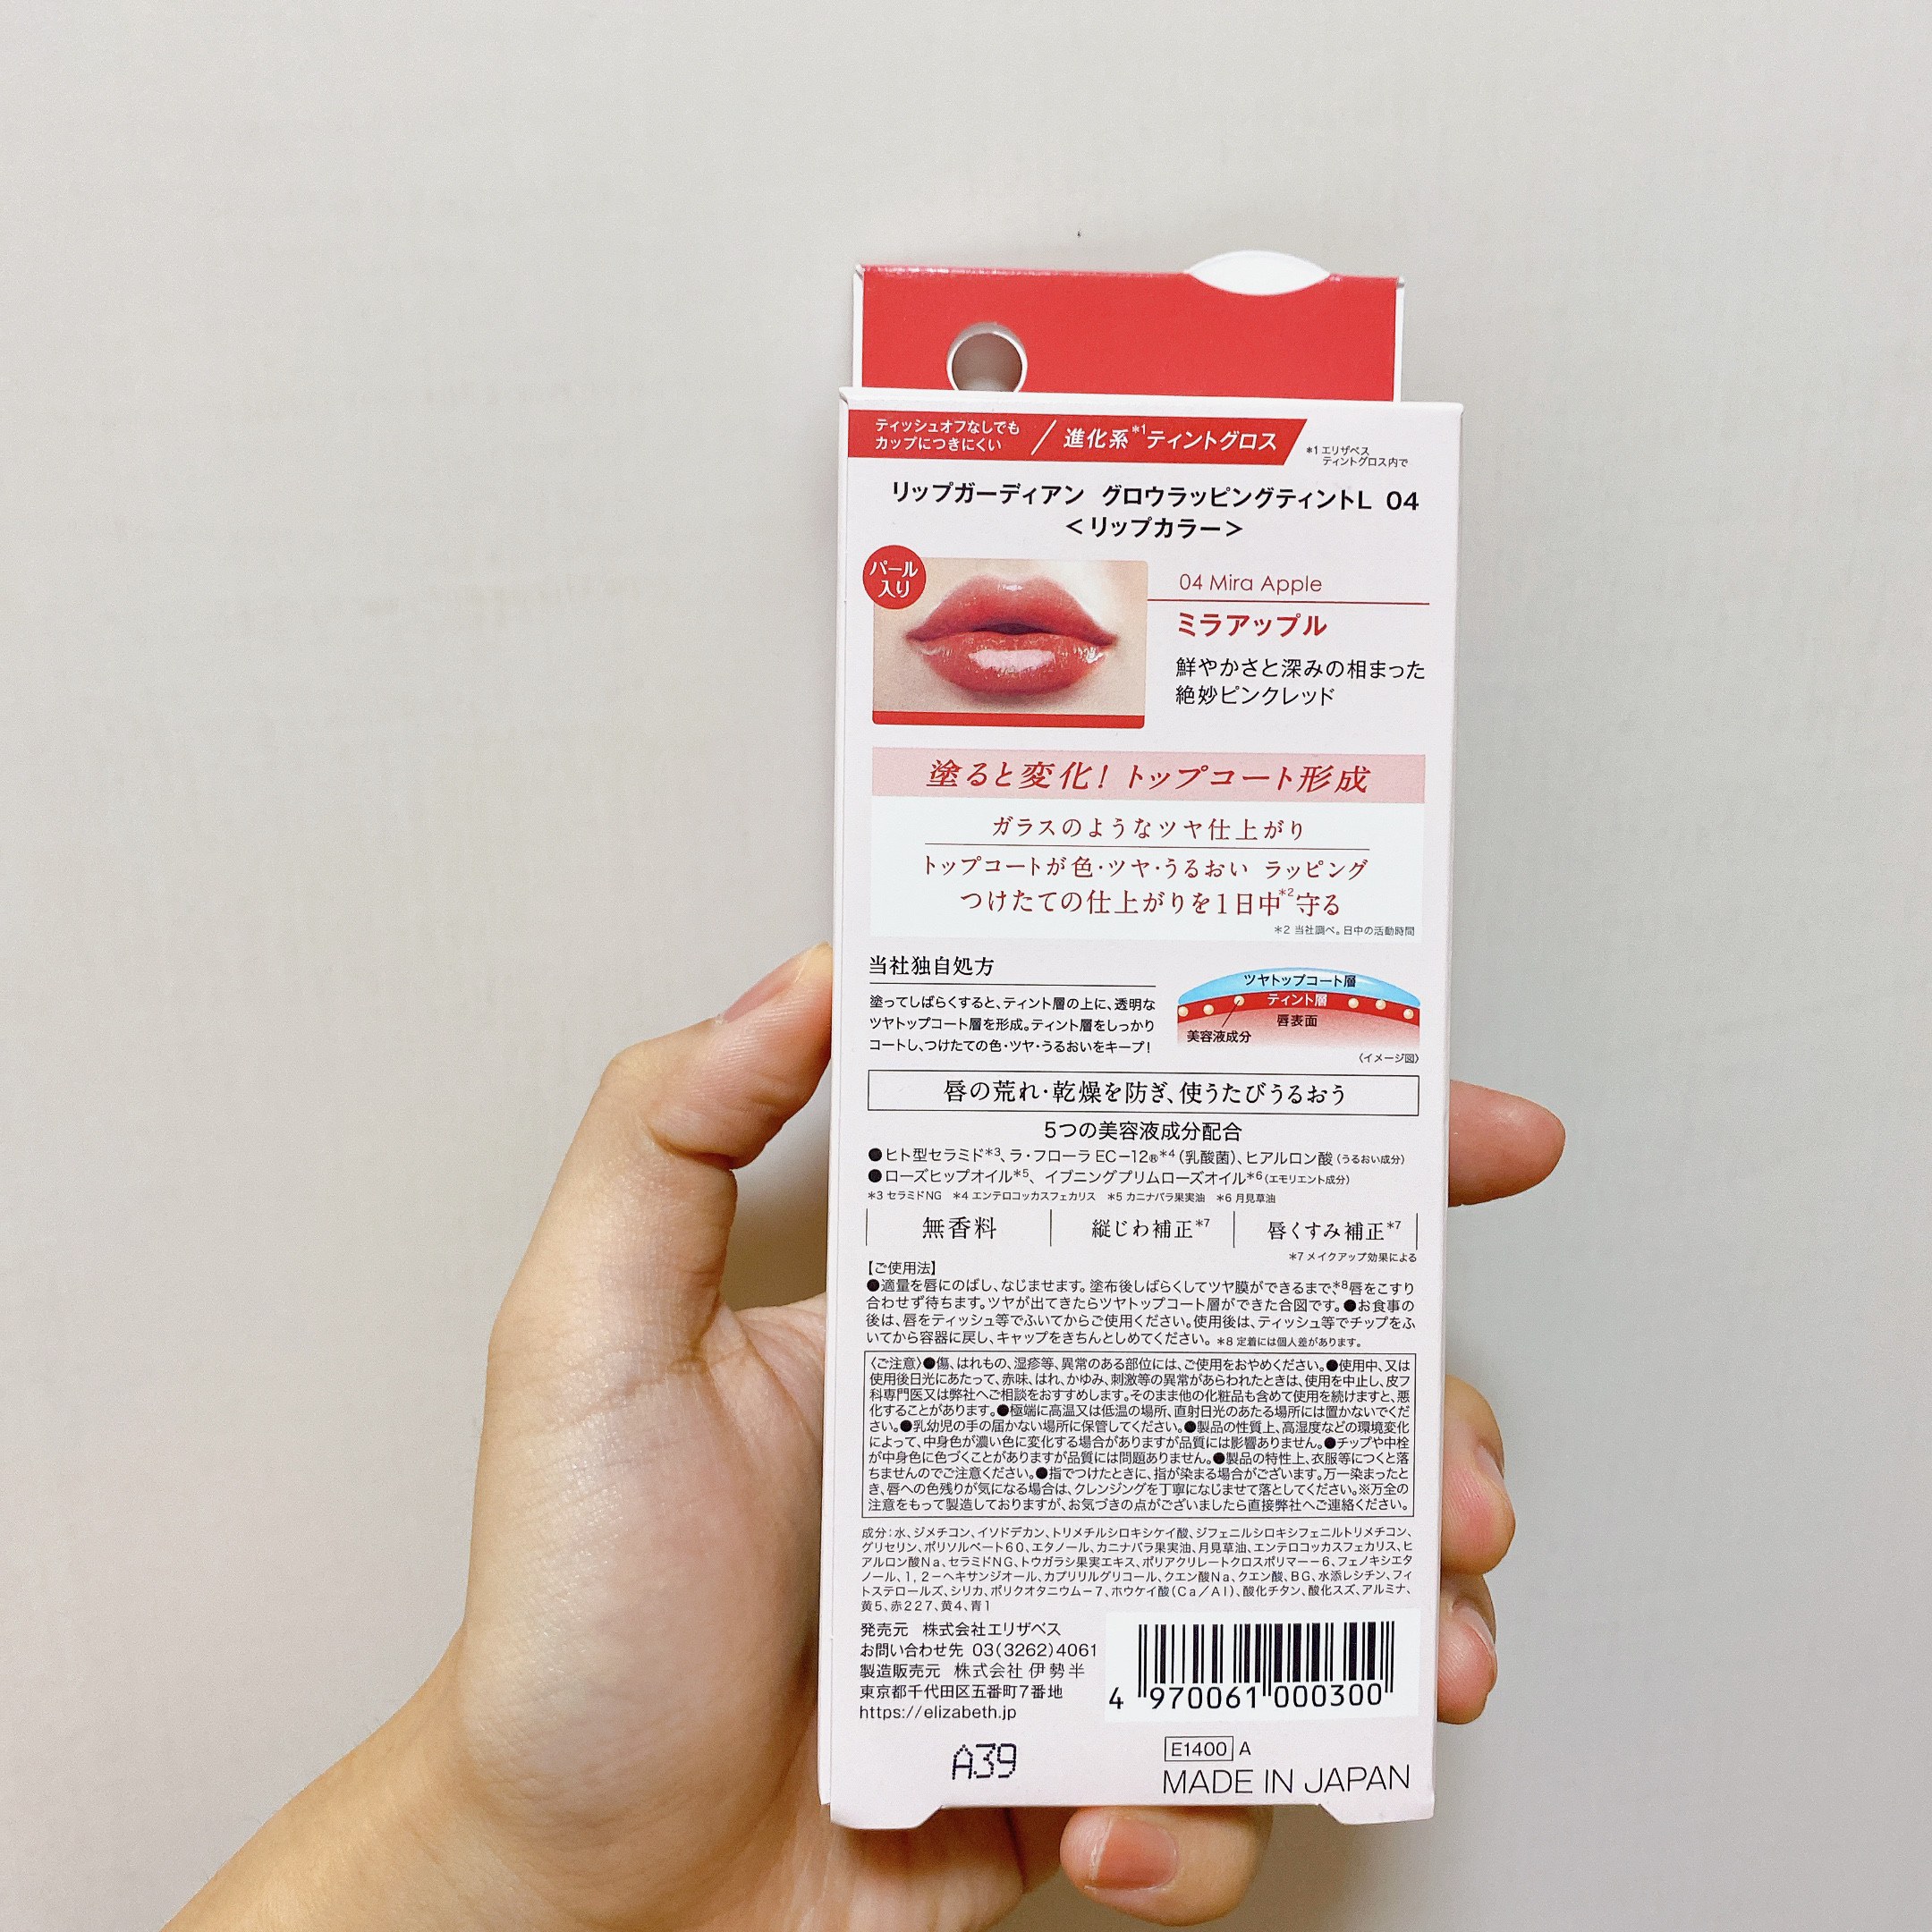 ティッシュオフなしでも
カップにつきにくい
進化系*1ティントグロス
*1 エリザベス
ティントグロス内で
リップガーディアン グロウラッピングティントL 04
<リップカラー>
パール
入り
04 Mira Apple
ミラアップル
鮮やかさと深みの相まった
絶妙ピンクレッド
塗ると変化! トップコート形成
ガラスのようなツヤ仕上がり
トップコートが色・ツヤ・うるおい ラッピング
つけたての仕上がりを1日中*2守る
*2 当社調べ。日中の活動時間
当社独自処方
塗ってしばらくすると、ティント層の上に、透明な
ツヤトップコート層を形成。ティント層をしっかり
コートし、つけたての色・ツヤ・うるおいをキープ!
ツヤトップコート層
ティント層
唇表面
美容液成分
〈イメージ図〉
唇の荒れ・乾燥を防ぎ、使うたびうるおう
5つの美容液成分配合
●ヒト型セラミド*3、ラ・フローラ EC-12®*4(乳酸菌)、ヒアルロン酸(うるおい成分)
●ローズヒップオイル*5、イブニングプリムローズオイル*6(エモリエント成分)
*3 セラミドNG *4 エンテロコッカスフェカリス *5 カニナバラ果実油 *6 月見草油
無香料
縦じわ補正*7
唇くすみ補正*7
*7 メイクアップ効果による
【ご使用法】
●適量を唇にのばし、なじませます。塗布後しばらくしてツヤ膜ができるまで、*8唇をこすり
合わせず待ちます。ツヤが出てきたらツヤトップコート層ができた合図です。●お食事の
後は、唇をティッシュ等でふいてからご使用ください。使用後は、ティッシュ等でチップをふ
いてから容器に戻し、キャップをきちんとしめてください。 *8 定着には個人差があります。
〈ご注意〉●傷、はれもの、湿疹等、異常のある部位には、ご使用をおやめください。●使用中、又は
使用後日光にあたって、赤味、はれ、かゆみ、刺激等の異常があらわれたときは、使用を中止し、皮フ
科専門医又は弊社へご相談をおすすめします。そのまま他の化粧品も含めて使用を続けますと、悪
化することがあります。●極端に高温又は低温の場所、直射日光のあたる場所には置かないでくだ
さい。●乳幼児の手の届かない場所に保管してください。●製品の性質上、高湿度などの環境変化
によって、中身色が濃い色に変化する場合がありますが品質には影響ありません。●チップや中栓
が中身色に色づくことがありますが品質には問題ありません。●製品の特性上、衣服等につくと落
ちませんのでご注意ください。●指でつけたときに、指が染まる場合がございます。万一染まったと
き、唇への色残りが気になる場合は、クレンジングを丁寧になじませて落としてください。※万全の
注意をもって製造しておりますが、お気づきの点がございましたら直接弊社へご連絡ください。
成分:水、ジメチコン、イソドデカン、トリメチルシロキシケイ酸、ジフェニルシロキシフェニルトリメチコン、
グリセリン、ポリソルベート60、エタノール、カニナバラ果実油、月見草油、エンテロコッカスフェカリス、ヒ
アルロン酸Na、セラミドNG、トウガラシ果実エキス、ポリアクリレートクロスポリマー-6、フェノキシエタ
ノール、1,2-ヘキサンジオール、カプリリルグリコール、クエン酸Na、クエン酸、BG、水添レシチン、フィ
トステロールズ、シリカ、ポリクオタニウム-7、ホウケイ酸(Ca/Al)、酸化チタン、酸化スズ、アルミナ、
黄5、赤227、黄4、青1
発売元 株式会社エリザベス
お問い合わせ先 03(3262)4061
製造販売元 株式会社 伊勢半
東京都千代田区五番町7番地
https://elizabeth.jp
4 970061 000300
A39
E1400 A
MADE IN JAPAN